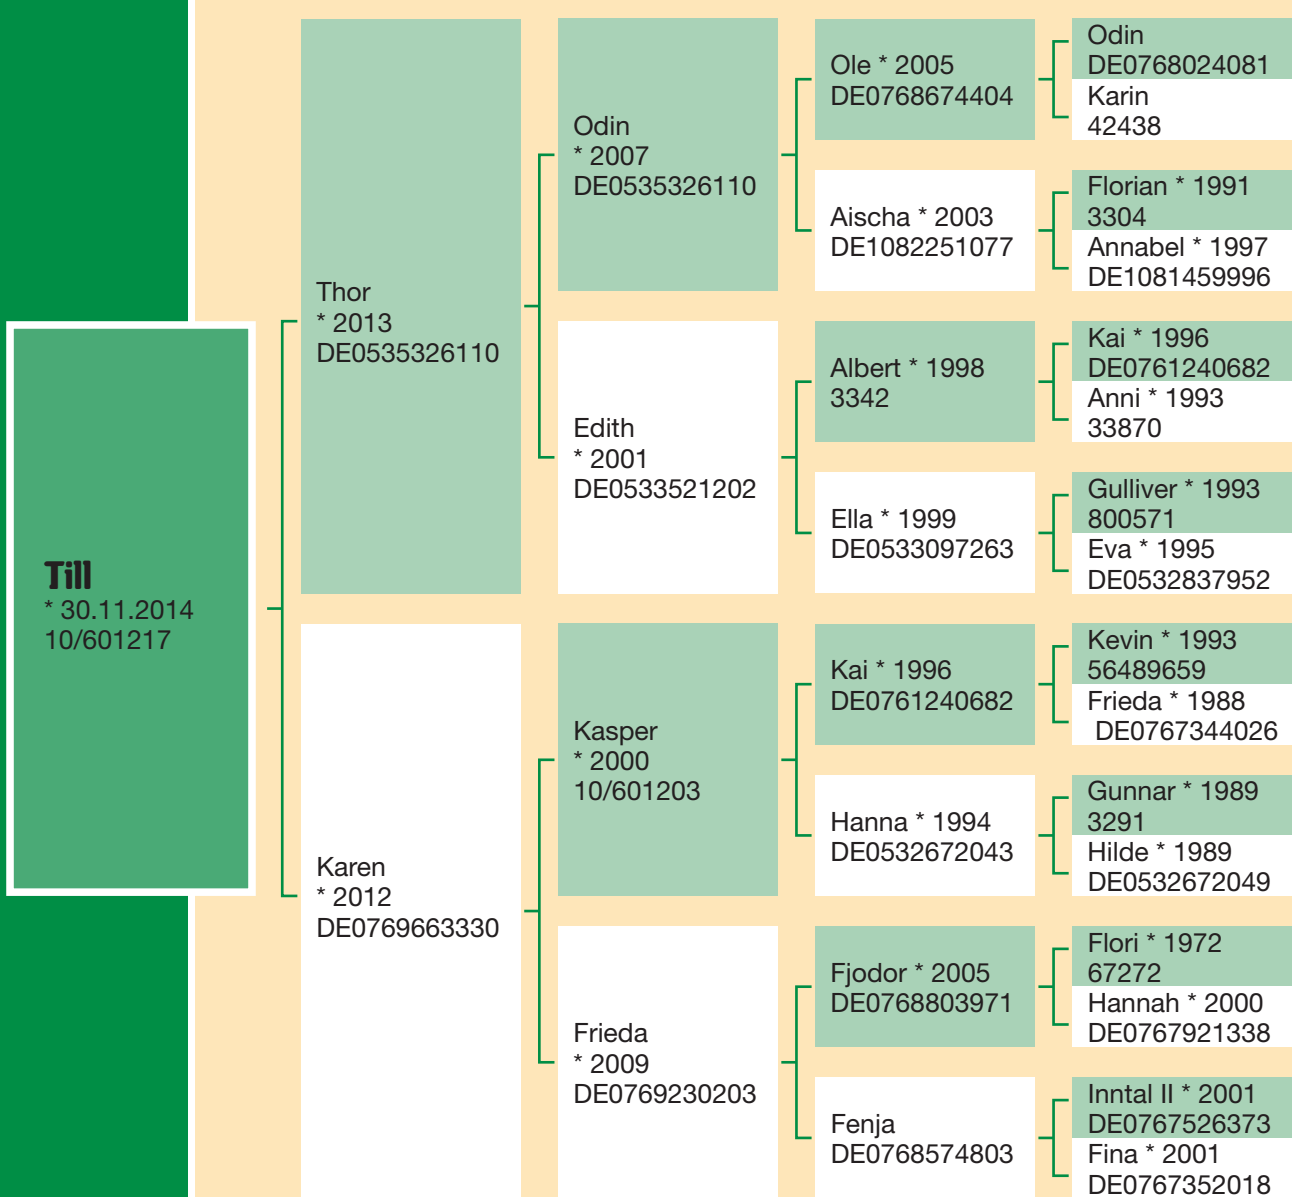 Till
* 30.11.2014
10/601217
Thor
* 2013
DE0535326110
Karen
* 2012
DE0769663330
Odin
* 2007
DE0535326110
Edith
* 2001
DE0533521202
Kasper
* 2000
10/601203
Frieda
* 2009
DE0769230203
Ole * 2005
DE0768674404
Aischa * 2003
DE1082251077
Albert * 1998
3342
Ella * 1999
DE0533097263
Kai * 1996
DE0761240682
Hanna * 1994
DE0532672043
Fjodor * 2005
DE0768803971
Fenja
DE0768574803
Odin
DE0768024081
Karin
42438
Florian * 1991
3304
Annabel * 1997
DE1081459996
Kai * 1996
DE0761240682
Anni * 1993
33870
Gulliver * 1993
800571
Eva * 1995
DE0532837952
Kevin * 1993
56489659
Frieda * 1988
DE0767344026
Gunnar * 1989
3291
Hilde * 1989
DE0532672049
Flori * 1972
67272
Hannah * 2000
DE0767921338
Inntal II * 2001
DE0767526373
Fina * 2001
DE0767352018